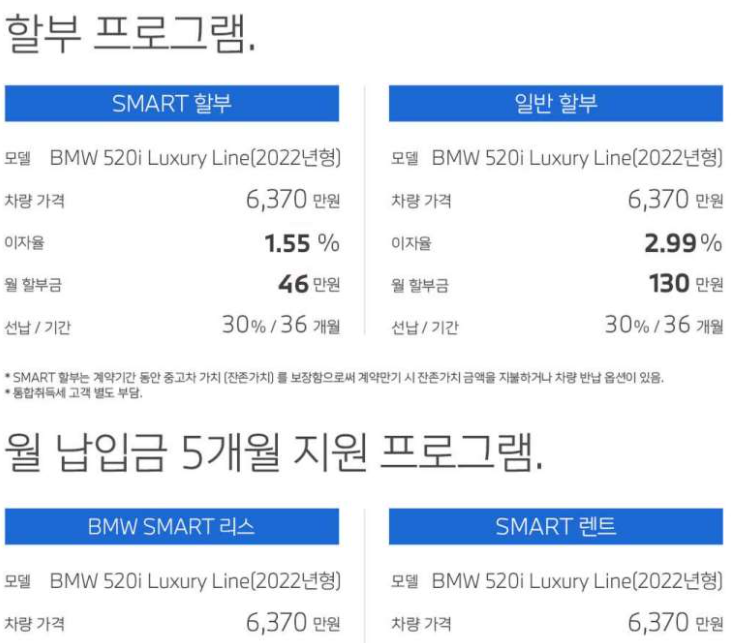 할부 프로그램.
SMART 할부
모델 BMW 520i Luxury Line(2022년형)
차량 가격 6,370 만원
이자율 1.55 %
월 할부금 46 만원
선납 / 기간 30% / 36 개월
일반 할부
모델 BMW 520i Luxury Line(2022년형)
차량 가격 6,370 만원
이자율 2.99 %
월 할부금 130 만원
선납 / 기간 30% / 36 개월
* SMART 할부는 계약기간 동안 중고차 가치 (잔존가치) 를 보장함으로써 계약만기 시 잔존가치 금액을 지불하거나 차량 반납 옵션이 있음.
* 통합취득세 고객 별도 부담.
월 납입금 5개월 지원 프로그램.
BMW SMART 리스
모델 BMW 520i Luxury Line(2022년형)
차량 가격 6,370 만원
SMART 렌트
모델 BMW 520i Luxury Line(2022년형)
차량 가격 6,370 만원